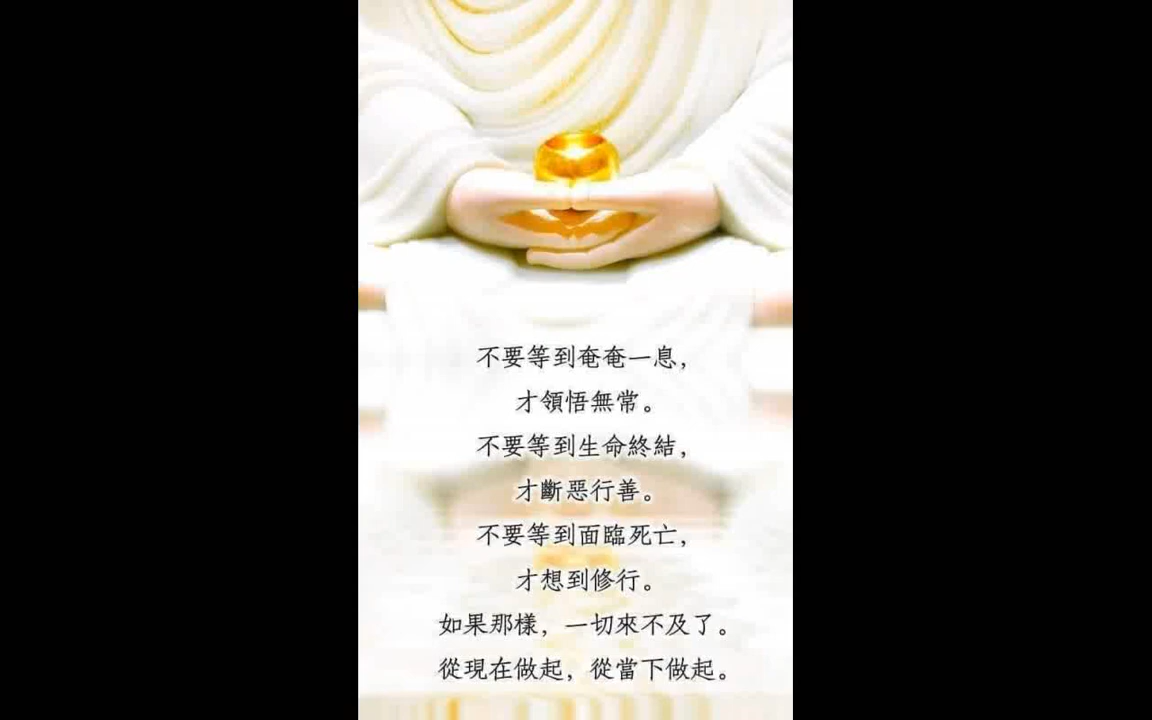 不要等到奄奄一息，
才領悟無常。
不要等到生命終結，
才斷惡行善。
不要等到面臨死亡，
才想到修行。
如果那樣，一切來不及了。
從現在做起，從當下做起。